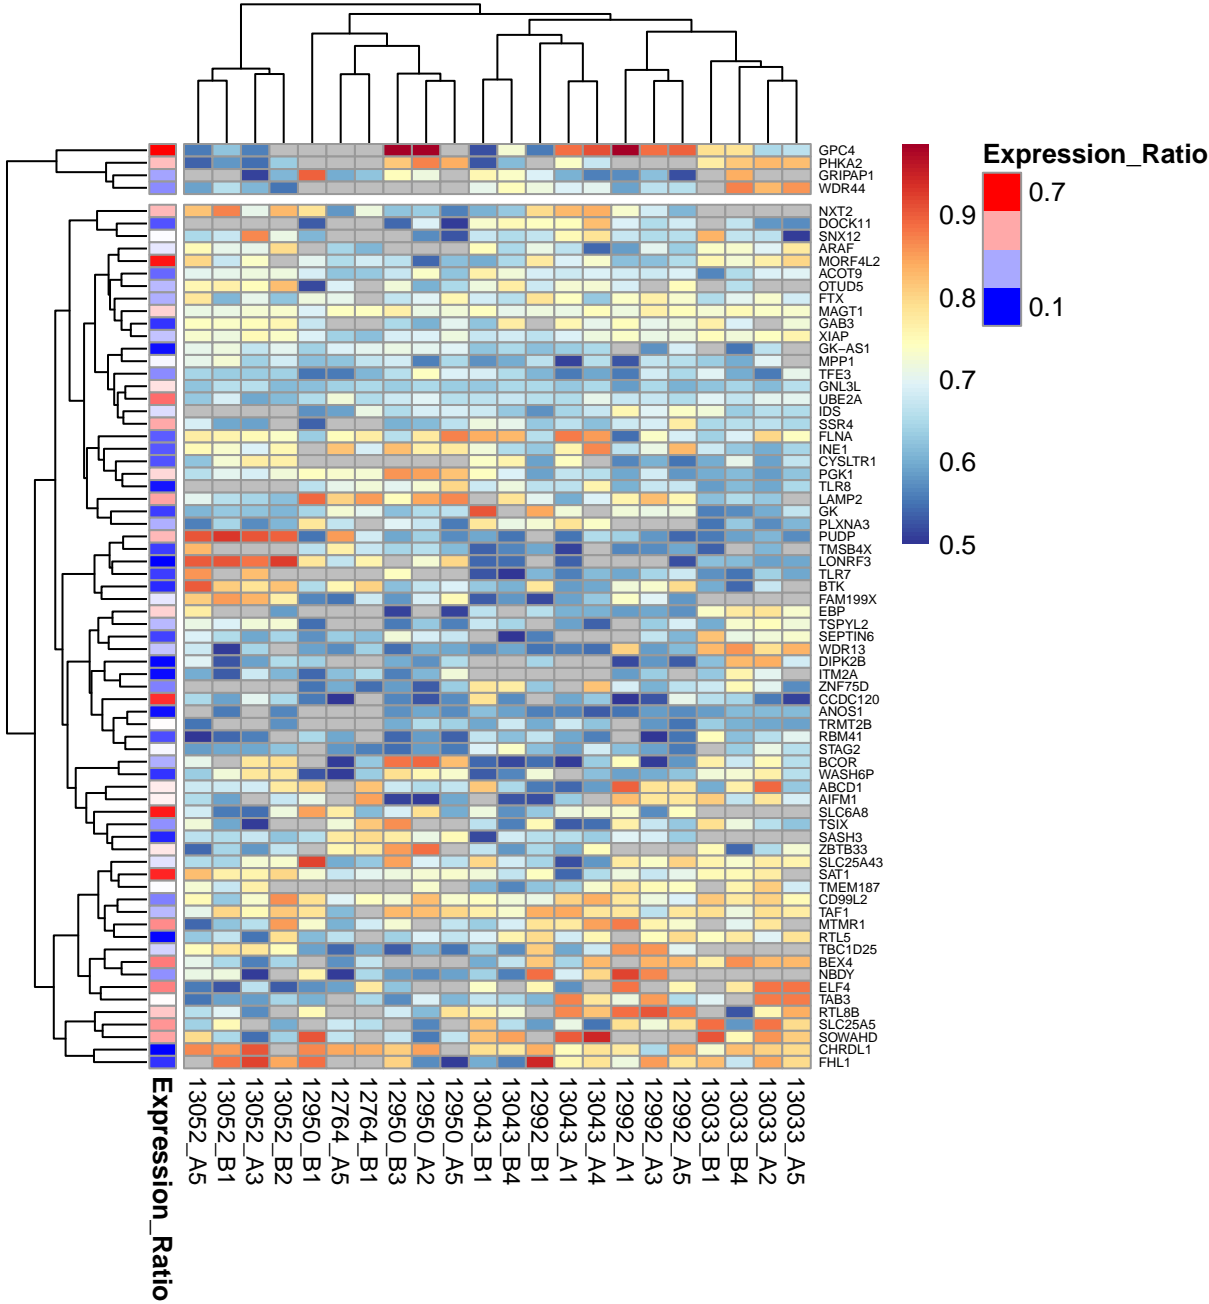 GPC4
PHKA2
GRIPAP1
WDR44
NXT2
DOCK11
SNX12
ARAF
MORF4L2
ACOT9
OTUD5
FTX
MAGT1
GAB3
XIAP
GK−AS1
MPP1
TFE3
GNL3L
UBE2A
IDS
SSR4
FLNA
INE1
CYSLTR1
PGK1
TLR8
LAMP2
GK
PLXNA3
PUDP
TMSB4X
LONRF3
TLR7
BTK
FAM199X
EBP
TSPYL2
SEPTIN6
WDR13
DIPK2B
ITM2A
ZNF75D
CCDC120
ANOS1
TRMT2B
RBM41
STAG2
BCOR
WASH6P
ABCD1
AIFM1
SLC6A8
TSIX
SASH3
ZBTB33
SLC25A43
SAT1
TMEM187
CD99L2
TAF1
MTMR1
RTL5
TBC1D25
BEX4
NBDY
ELF4
TAB3
RTL8B
SLC25A5
SOWAHD
CHRDL1
FHL1
Expression_Ratio
13052_A5
13052_B1
13052_A3
13052_B2
12950_B1
12764_A5
12764_B1
12950_B3
12950_A2
12950_A5
13043_B1
13043_B4
12992_B1
13043_A1
13043_A4
12992_A1
12992_A3
12992_A5
13033_B1
13033_B4
13033_A2
13033_A5
0.9
0.8
0.7
0.6
0.5
Expression_Ratio
0.7
0.1